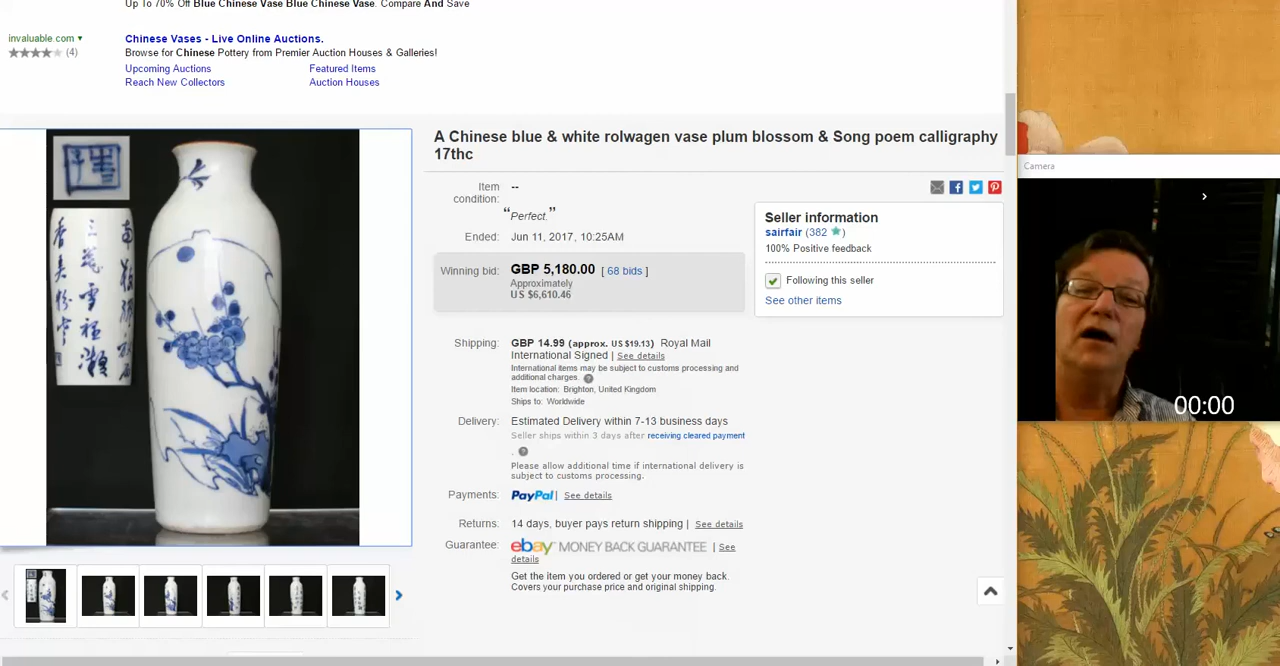 Up To 70% Off Blue Chinese Vase Blue Chinese Vase. Compare And Save
invaluable.com
(4)
Chinese Vases - Live Online Auctions.
Browse for Chinese Pottery from Premier Auction Houses & Galleries!
Upcoming Auctions
Featured Items
Reach New Collectors
Auction Houses
A Chinese blue & white rolwagen vase plum blossom & Song poem calligraphy
17thc
Item
condition:
--
“Perfect.”
Ended:
Jun 11, 2017, 10:25AM
Winning bid:
GBP 5,180.00 [ 68 bids ]
Approximately
US $6,610.46
Seller information
sairfair (382 )
100% Positive feedback
Following this seller
See other items
Shipping:
GBP 14.99 (approx. US $19.13) Royal Mail
International Signed | See details
International items may be subject to customs processing and
additional charges.
Item location: Brighton, United Kingdom
Ships to: Worldwide
Delivery:
Estimated Delivery within 7-13 business days
Seller ships within 3 days after receiving cleared payment
.
Please allow additional time if international delivery is
subject to customs processing.
Payments:
PayPal | See details
Returns:
14 days, buyer pays return shipping | See details
Guarantee:
ebay MONEY BACK GUARANTEE | See
details
Get the item you ordered or get your money back.
Covers your purchase price and original shipping.
Camera
00:00